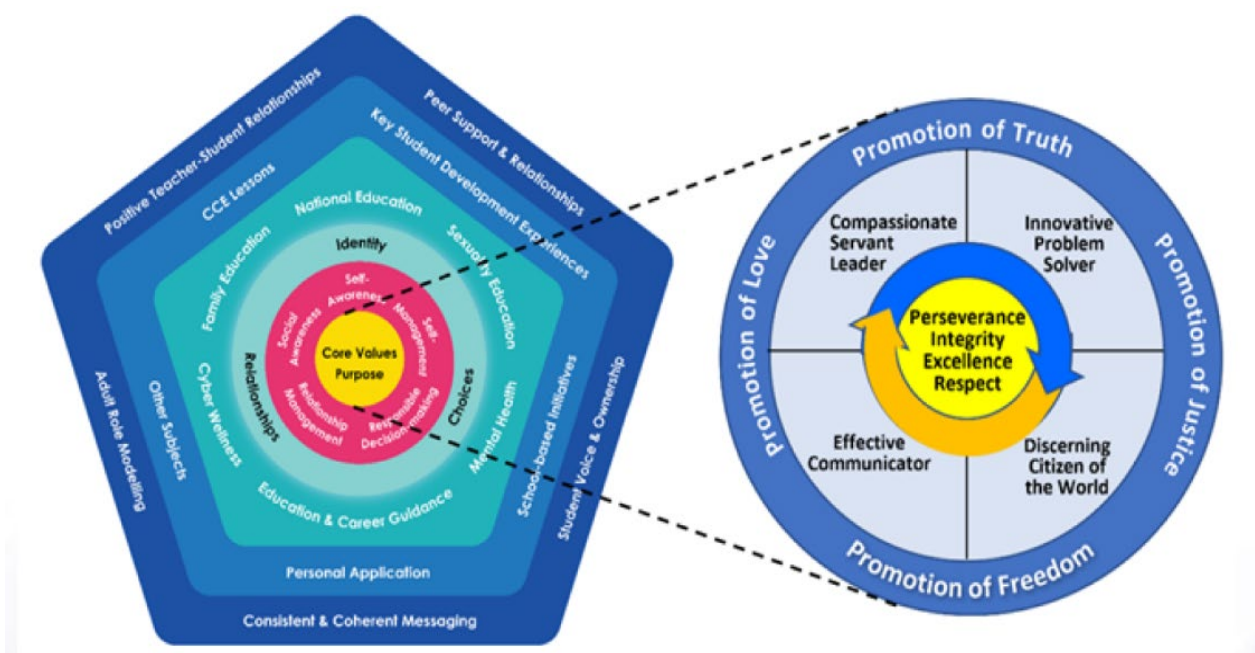 Positive Teacher-Student Relationships
Peer Support & Relationships
Adult Role Modelling
Student Voice & Ownership
Consistent & Coherent Messaging
CCE Lessons
Key Student Development Experiences
Other Subjects
School-based Initiatives
Personal Application
National Education
Family Education
Sexuality Education
Cyber Wellness
Mental Health
Education & Career Guidance
Identity
Relationships
Choices
Self-
Awareness
Social
Awareness
Self-
Management
Relationship
Management
Responsible
Decision-making
Core Values
Purpose
Promotion of Truth
Promotion of Love
Promotion of Justice
Promotion of Freedom
Compassionate
Servant
Leader
Innovative
Problem
Solver
Perseverance
Integrity
Excellence
Respect
Effective
Communicator
Discerning
Citizen of
the World